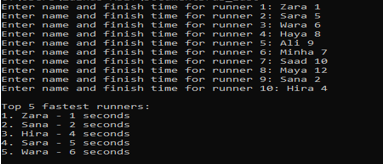 Enter name and finish time for runner 1: Zara 1
Enter name and finish time for runner 2: Sara 5
Enter name and finish time for runner 3: Wara 6
Enter name and finish time for runner 4: Haya 8
Enter name and finish time for runner 5: Ali 9
Enter name and finish time for runner 6: Minha 7
Enter name and finish time for runner 7: Saad 10
Enter name and finish time for runner 8: Maya 12
Enter name and finish time for runner 9: Sana 2
Enter name and finish time for runner 10: Hira 4
Top 5 fastest runners:
1. Zara - 1 seconds
2. Sana - 2 seconds
3. Hira - 4 seconds
4. Sara - 5 seconds
5. Wara - 6 seconds